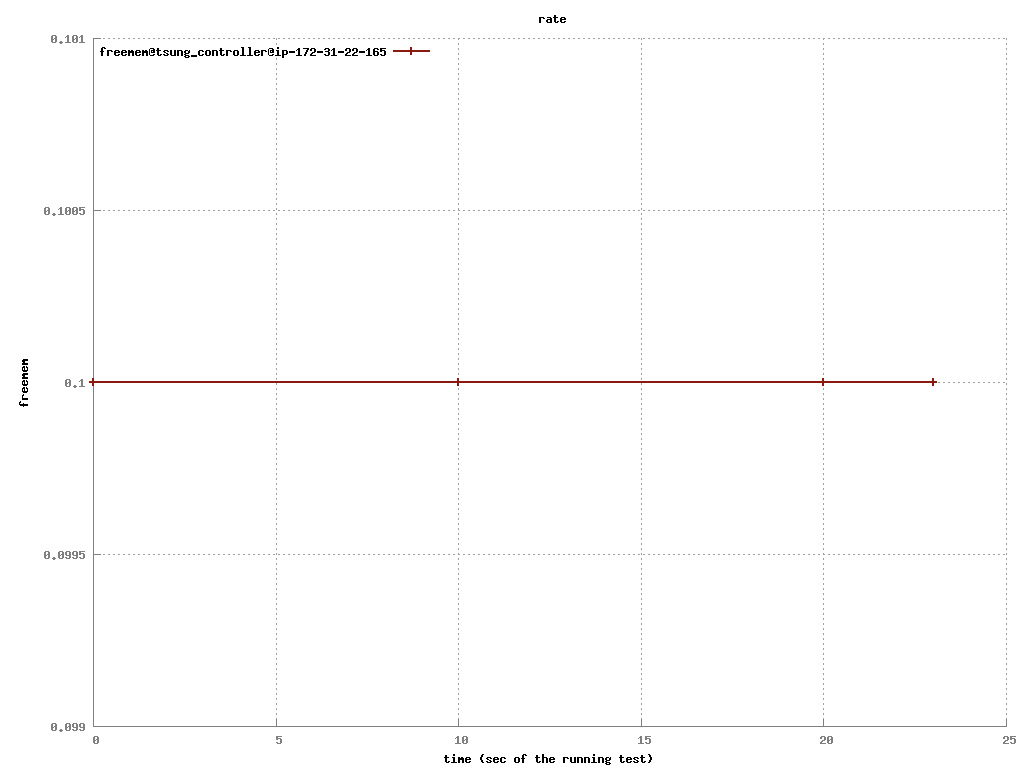 rate
0.101
freemem@tsung_controller@ip-172-31-22-165
0.1005
freemem
0.1
0.0995
0.099
0 5 10 15 20 25
time (sec of the running test)